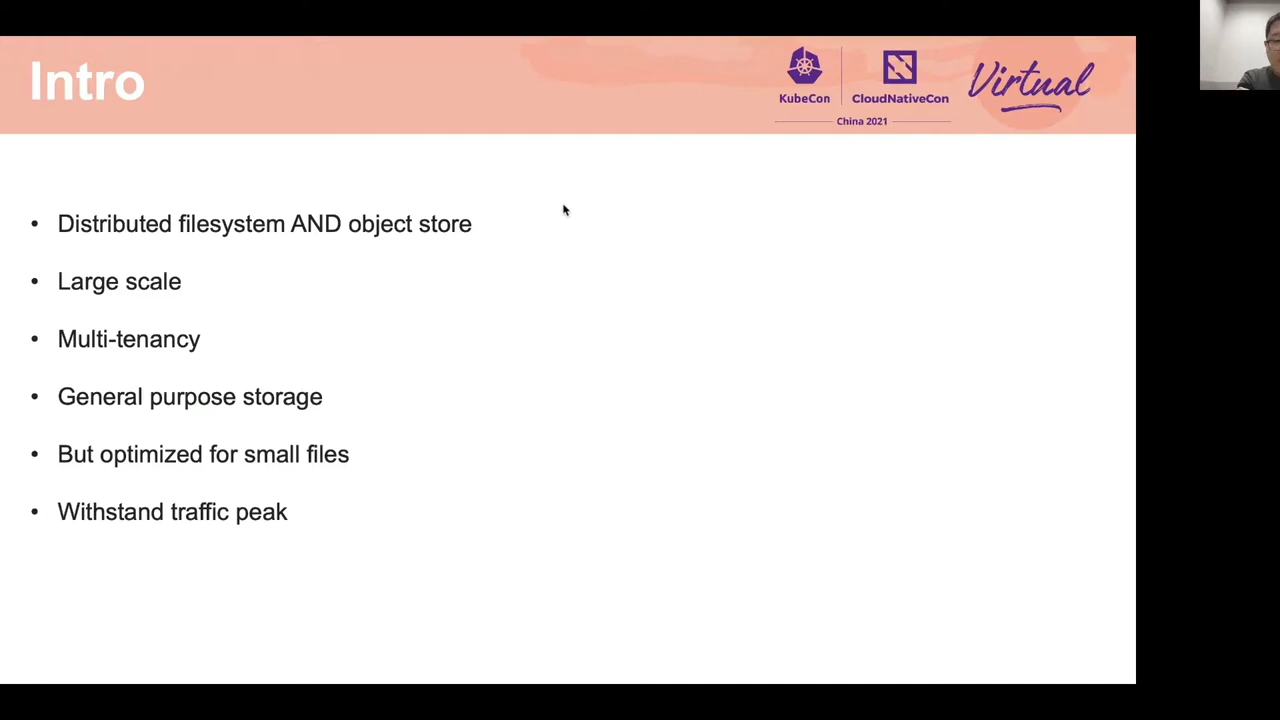 Intro
KubeCon
CloudNativeCon
China 2021
Virtual
• Distributed filesystem AND object store
• Large scale
• Multi-tenancy
• General purpose storage
• But optimized for small files
• Withstand traffic peak